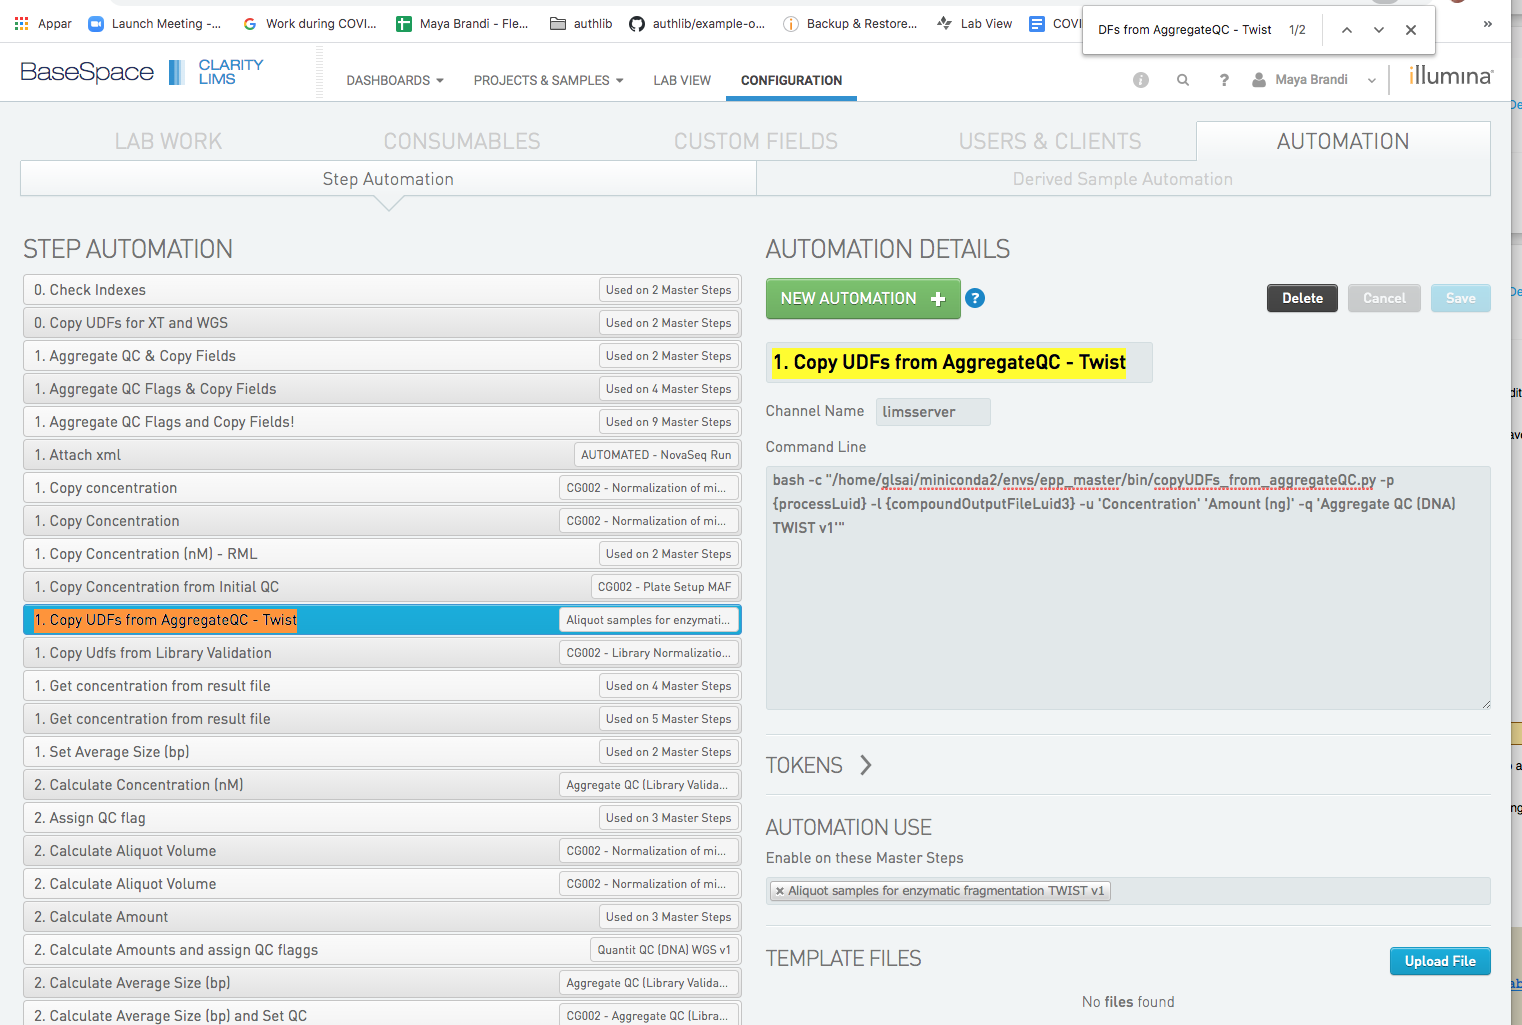 Appar
Launch Meeting -...
Work during COVI...
Maya Brandi - Fle...
authlib
authlib/example-o...
Backup & Restore...
Lab View
COVI
»
DFs from AggregateQC - Twist 1/2
BaseSpace CLARITY LIMS
DASHBOARDS
PROJECTS & SAMPLES
LAB VIEW
CONFIGURATION
Maya Brandi
illumina
LAB WORK
CONSUMABLES
CUSTOM FIELDS
USERS & CLIENTS
AUTOMATION
Step Automation
Derived Sample Automation
STEP AUTOMATION
0. Check Indexes Used on 2 Master Steps
0. Copy UDFs for XT and WGS Used on 2 Master Steps
1. Aggregate QC & Copy Fields Used on 2 Master Steps
1. Aggregate QC Flags & Copy Fields Used on 4 Master Steps
1. Aggregate QC Flags and Copy Fields! Used on 9 Master Steps
1. Attach xml AUTOMATED - NovaSeq Run
1. Copy concentration CG002 - Normalization of mi...
1. Copy Concentration CG002 - Normalization of mi...
1. Copy Concentration (nM) - RML Used on 2 Master Steps
1. Copy Concentration from Initial QC CG002 - Plate Setup MAF
1. Copy UDFs from AggregateQC - Twist Aliquot samples for enzymati...
1. Copy Udfs from Library Validation CG002 - Library Normalizatio...
1. Get concentration from result file Used on 4 Master Steps
1. Get concentration from result file Used on 5 Master Steps
1. Set Average Size (bp) Used on 2 Master Steps
2. Calculate Concentration (nM) Aggregate QC (Library Valida...
2. Assign QC flag Used on 3 Master Steps
2. Calculate Aliquot Volume CG002 - Normalization of mi...
2. Calculate Aliquot Volume CG002 - Normalization of mi...
2. Calculate Amount Used on 3 Master Steps
2. Calculate Amounts and assign QC flaggs Quantit QC (DNA) WGS v1
2. Calculate Average Size (bp) Aggregate QC (Library Valida...
2. Calculate Average Size (bp) and Set QC CG002 - Aggregate QC (Libra...
AUTOMATION DETAILS
NEW AUTOMATION + ?
Delete
Cancel
Save
1. Copy UDFs from AggregateQC - Twist
Channel Name limsserver
Command Line
bash -c "/home/glsai/miniconda2/envs/epp_master/bin/copyUDFs_from_aggregateQC.py -p
{processLuid} -l {compoundOutputFileLuid3} -u 'Concentration' 'Amount (ng)' -q 'Aggregate QC (DNA)
TWIST v1'"
TOKENS
AUTOMATION USE
Enable on these Master Steps
× Aliquot samples for enzymatic fragmentation TWIST v1
TEMPLATE FILES
Upload File
No files found